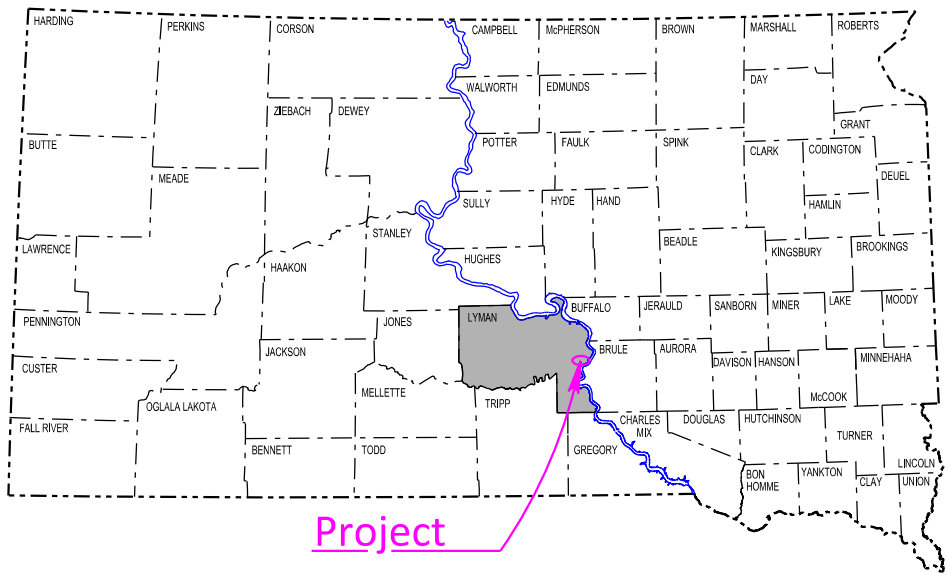 HARDING
PERKINS
CORSON
CAMPBELL
McPHERSON
BROWN
MARSHALL
ROBERTS
WALWORTH
EDMUNDS
DAY
ZIEBACH
DEWEY
GRANT
BUTTE
POTTER
FAULK
SPINK
CLARK
CODINGTON
MEADE
DEUEL
SULLY
HYDE
HAND
HAMLIN
STANLEY
LAWRENCE
HUGHES
BEADLE
KINGSBURY
BROOKINGS
HAAKON
PENNINGTON
JONES
LYMAN
BUFFALO
JERAULD
SANBORN
MINER
LAKE
MOODY
JACKSON
BRULE
AURORA
DAVISON
HANSON
MINNEHAHA
CUSTER
MELLETTE
McCOOK
OGLALA LAKOTA
TRIPP
FALL RIVER
CHARLES
MIX
DOUGLAS
HUTCHINSON
TURNER
BENNETT
TODD
GREGORY
LINCOLN
BON
HOMME
YANKTON
CLAY
UNION
Project